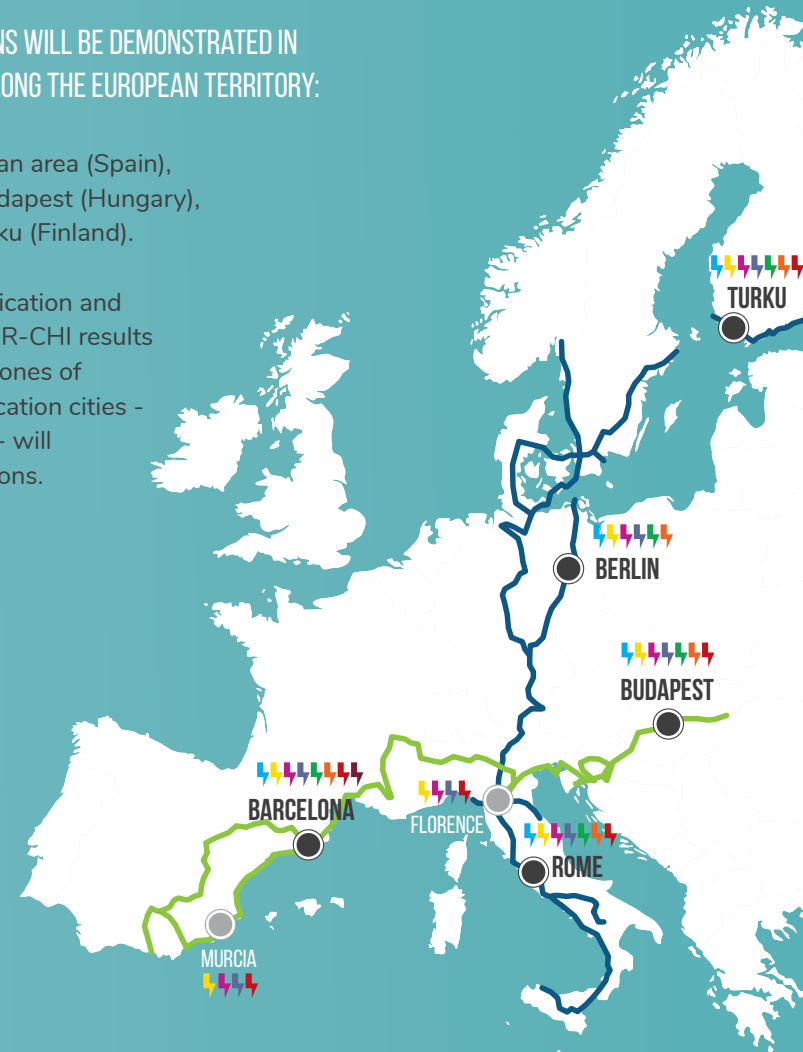 NS WILL BE DEMONSTRATED IN
ONG THE EUROPEAN TERRITORY:
an area (Spain),
dapest (Hungary),
ku (Finland).
ication and
R-CHI results
ones of
cation cities -
- will
ons.
TURKU
BERLIN
BUDAPEST
BARCELONA
FLORENCE
ROME
MURCIA